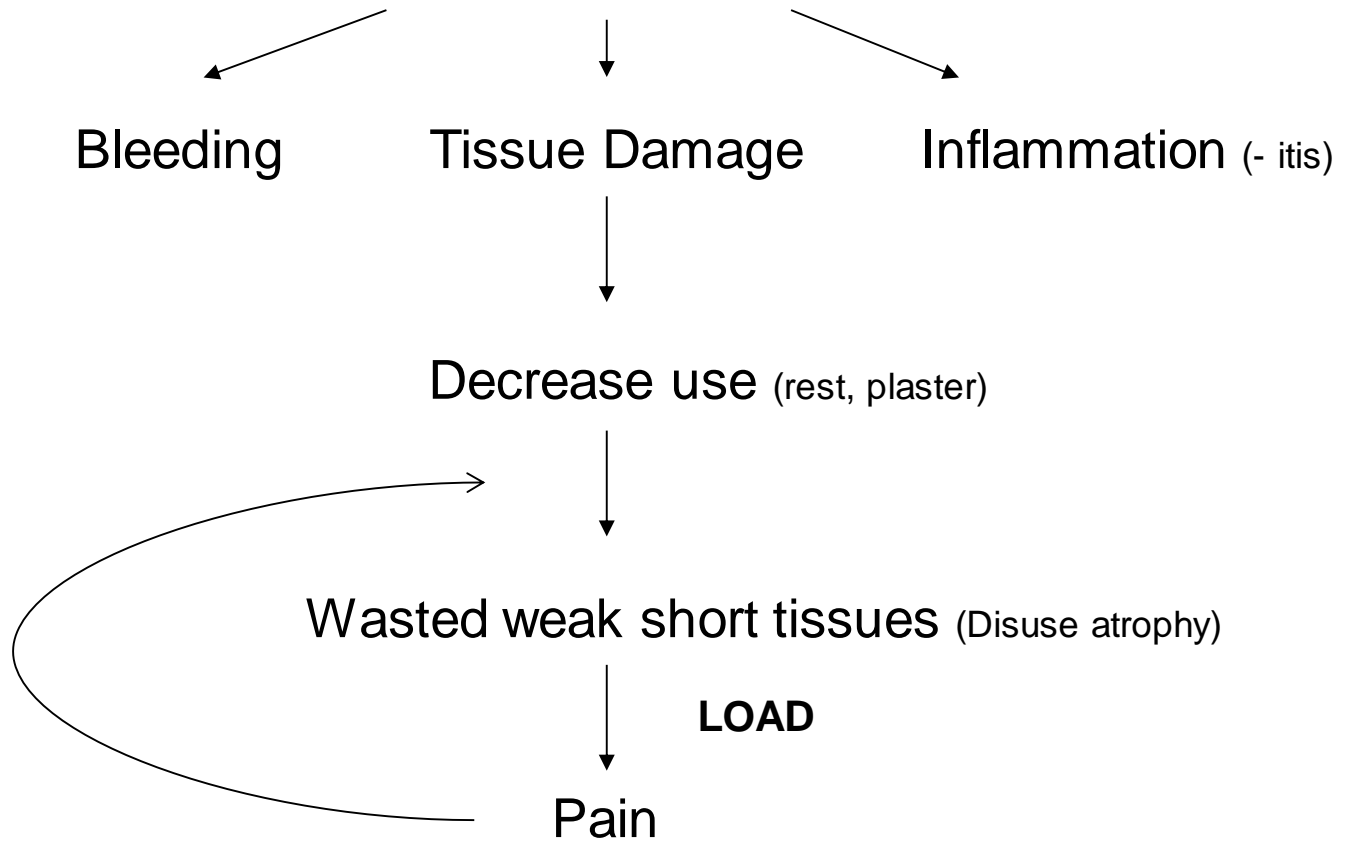 Bleeding Tissue Damage Inflammation (- itis)
Decrease use (rest, plaster)
Wasted weak short tissues (Disuse atrophy)
LOAD
Pain